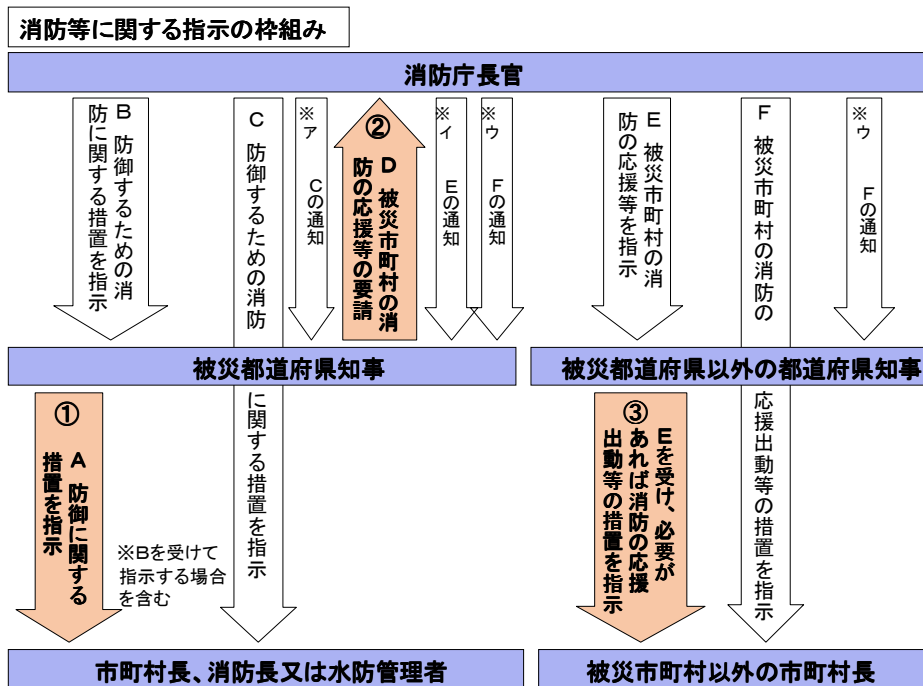 消防等に関する指示の枠組み
消防庁長官
B 防御するための消
防に関する措置を指示
C 防御するための消防
に関する措置を指示
※ア
Cの通知
②
D 被災市町村の消
防の応援等の要請
※イ
Eの通知
※ウ
Fの通知
E 被災市町村の消
防の応援等を指示
F 被災市町村の消防の
応援出動等の措置を指示
※ウ
Fの通知
被災都道府県知事
被災都道府県以外の都道府県知事
①
A 防御に関する
措置を指示
※Bを受けて
指示する場合
を含む
③
Eを受け、必要が
あれば消防の応援
出動等の措置を指示
市町村長、消防長又は水防管理者
被災市町村以外の市町村長